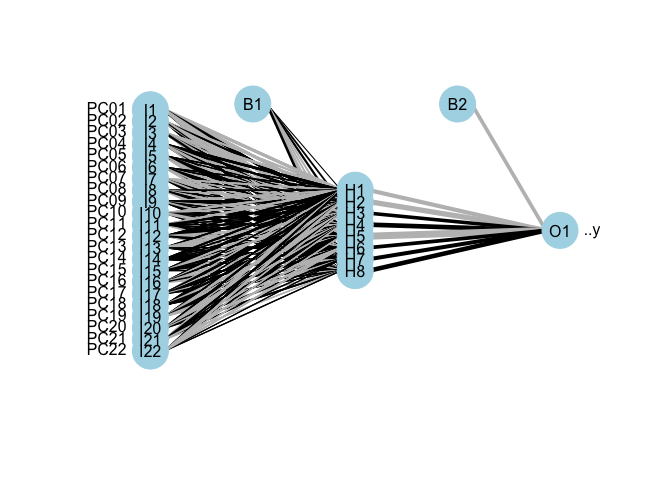 PC01 I1
PC02 I2
PC03 I3
PC04 I4
PC05 I5
PC06 I6
PC07 I7
PC08 I8
PC09 I9
PC10 I10
PC11 I11
PC12 I12
PC13 I13
PC14 I14
PC15 I15
PC16 I16
PC17 I17
PC18 I18
PC19 I19
PC20 I20
PC21 I21
PC22 I22
B1
H1
H2
H3
H4
H5
H6
H7
H8
B2
O1 ..y